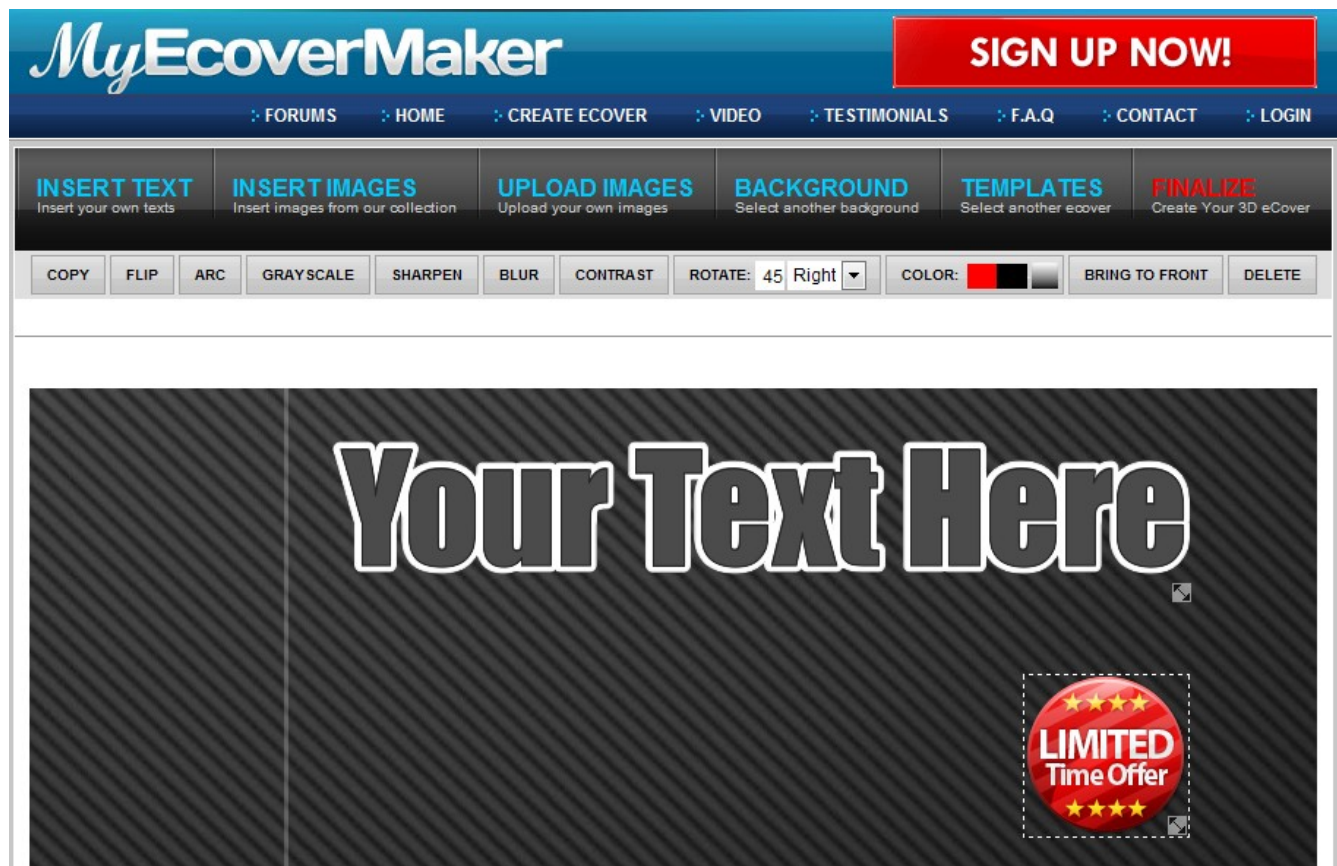 MyEcoverMaker
SIGN UP NOW!
FORUMS HOME CREATE ECOVER VIDEO TESTIMONIALS F.A.Q CONTACT LOGIN
INSERT TEXT INSERT IMAGES UPLOAD IMAGES BACKGROUND TEMPLATES FINALIZE
Insert your own texts Insert images from our collection Upload your own images Select another background Select another ecover Create Your 3D eCover
COPY FLIP ARC GRAYSCALE SHARPEN BLUR CONTRAST ROTATE: 45 Right COLOR: BRING TO FRONT DELETE
Your Text Here
LIMITED
Time Offer